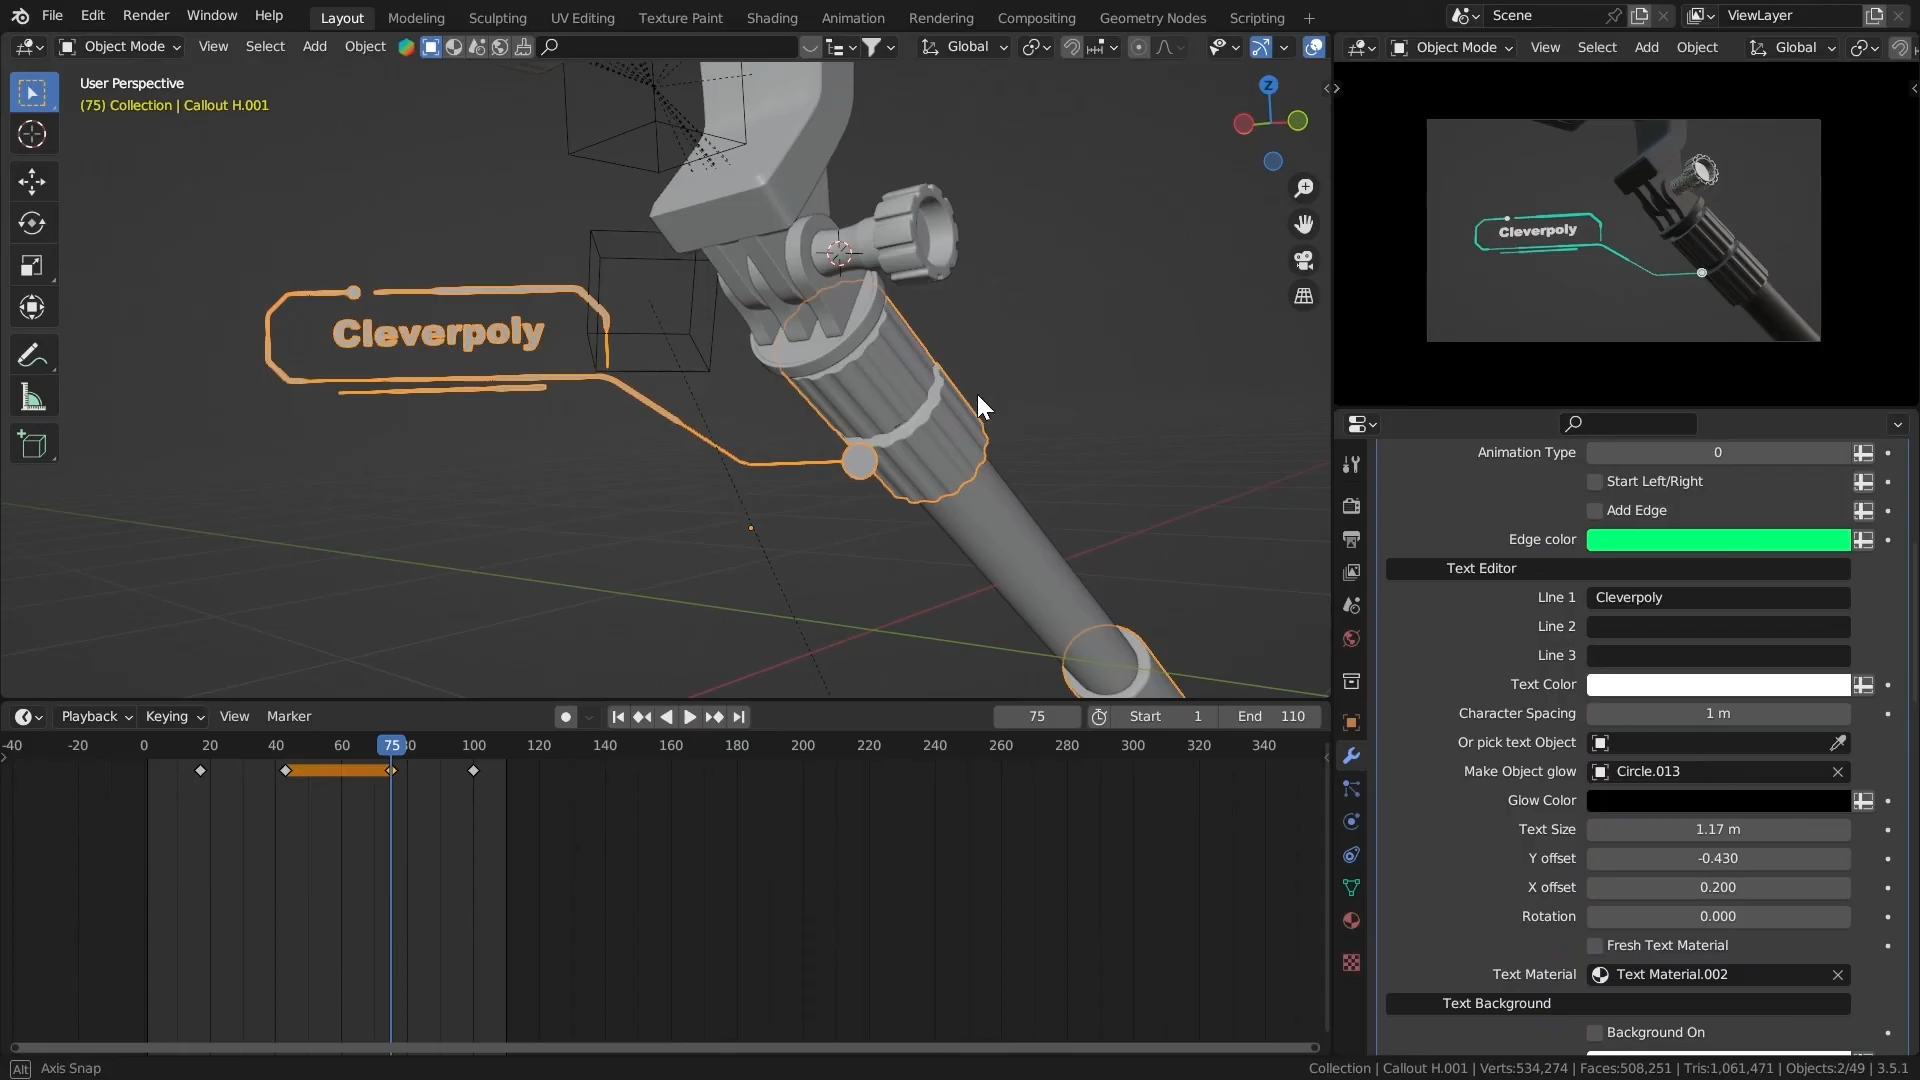 File Edit Render Window Help Layout Modeling Sculpting UV Editing Texture Paint Shading Animation Rendering Compositing Geometry Nodes Scripting Scene ViewLayer
Object Mode View Select Add Object Global Object Mode View Select Add Object Global
User Perspective
(75) Collection | Callout H.001
Z
Cleverpoly
Cleverpoly
Animation Type 0
Start Left/Right
Add Edge
Edge color
Text Editor
LIne 1 Cleverpoly
Line 2
Line 3
Text Color
Character Spacing 1 m
Or pick text Object
Make Object glow Circle.013
Glow Color
Text Size 1.17 m
Y offset -0.430
X offset 0.200
Rotation 0.000
Fresh Text Material
Text Material Text Material.002
Text Background
Background On
Playback Keying View Marker 75 Start 1 End 110
-40 -20 0 20 40 60 75 100 120 140 160 180 200 220 240 260 280 300 320 340
Alt Axis Snap
Collection | Callout H.001 | Verts:534,274 | Faces:508,251 | Tris:1,061,471 | Objects:2/49 | 3.5.1